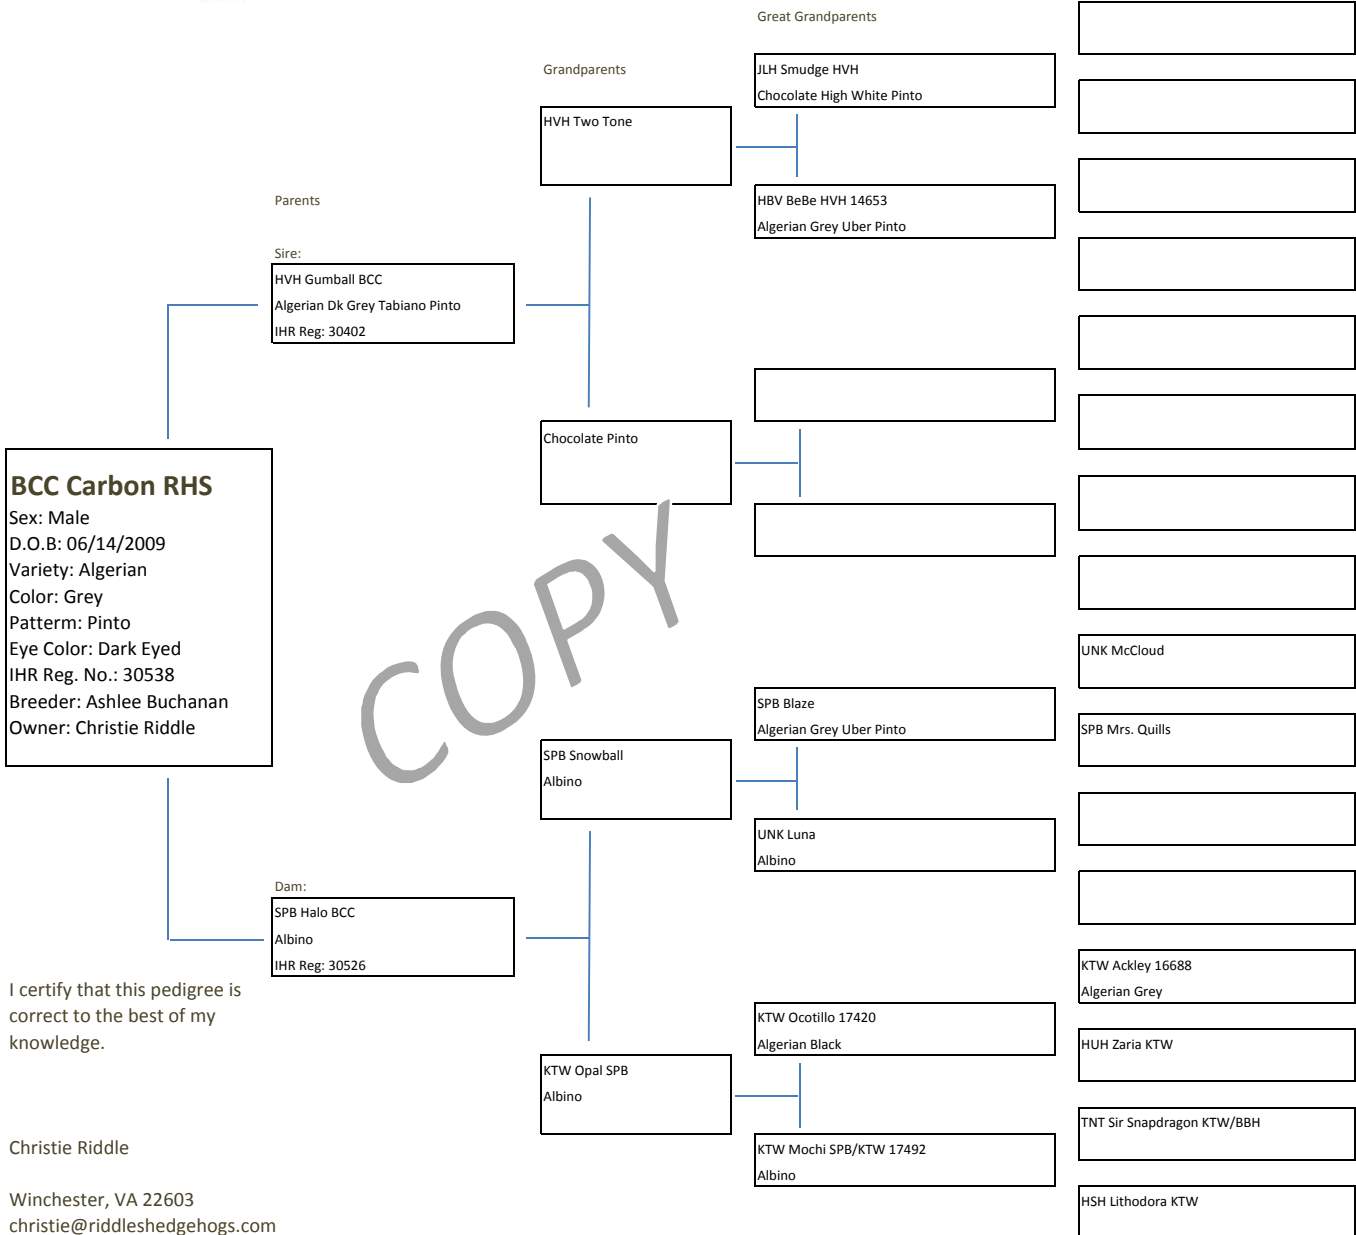 Great Grandparents
Grandparents
JLH Smudge HVH
Chocolate High White Pinto
HVH Two Tone
HBV BeBe HVH 14653
Algerian Grey Uber Pinto
Parents
Sire:
HVH Gumball BCC
Algerian Dk Grey Tabiano Pinto
IHR Reg: 30402
Chocolate Pinto
BCC Carbon RHS
Sex: Male
D.O.B: 06/14/2009
Variety: Algerian
Color: Grey
Patterm: Pinto
Eye Color: Dark Eyed
IHR Reg. No.: 30538
Breeder: Ashlee Buchanan
Owner: Christie Riddle
COPY
UNK McCloud
SPB Blaze
Algerian Grey Uber Pinto
SPB Mrs. Quills
SPB Snowball
Albino
UNK Luna
Albino
Dam:
SPB Halo BCC
Albino
IHR Reg: 30526
KTW Ackley 16688
Algerian Grey
KTW Ocotillo 17420
Algerian Black
HUH Zaria KTW
KTW Opal SPB
Albino
TNT Sir Snapdragon KTW/BBH
KTW Mochi SPB/KTW 17492
Albino
HSH Lithodora KTW
I certify that this pedigree is
correct to the best of my
knowledge.
Christie Riddle
Winchester, VA 22603
christie@riddleshedgehogs.com